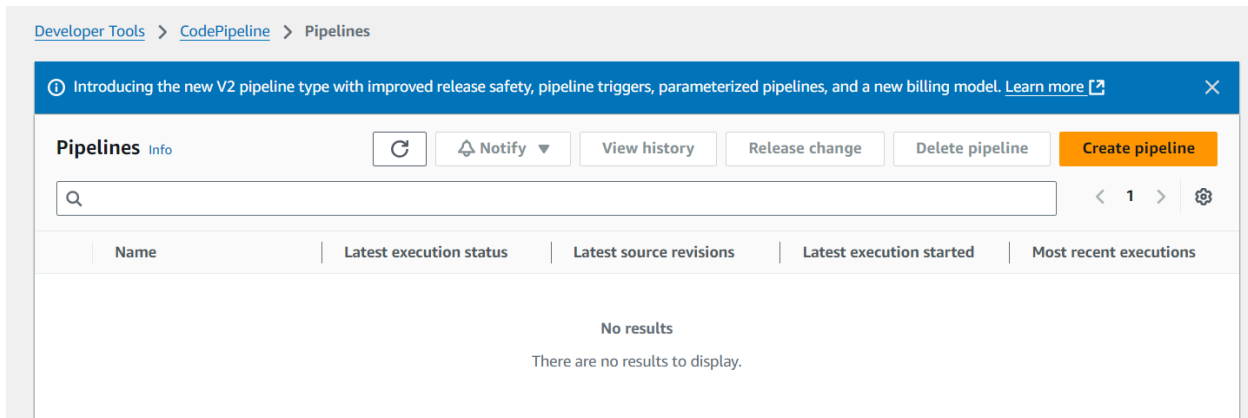 Developer Tools > CodePipeline > Pipelines
Introducing the new V2 pipeline type with improved release safety, pipeline triggers, parameterized pipelines, and a new billing model. Learn more
Pipelines Info Notify View history Release change Delete pipeline Create pipeline
< 1 >
Name Latest execution status Latest source revisions Latest execution started Most recent executions
No results
There are no results to display.